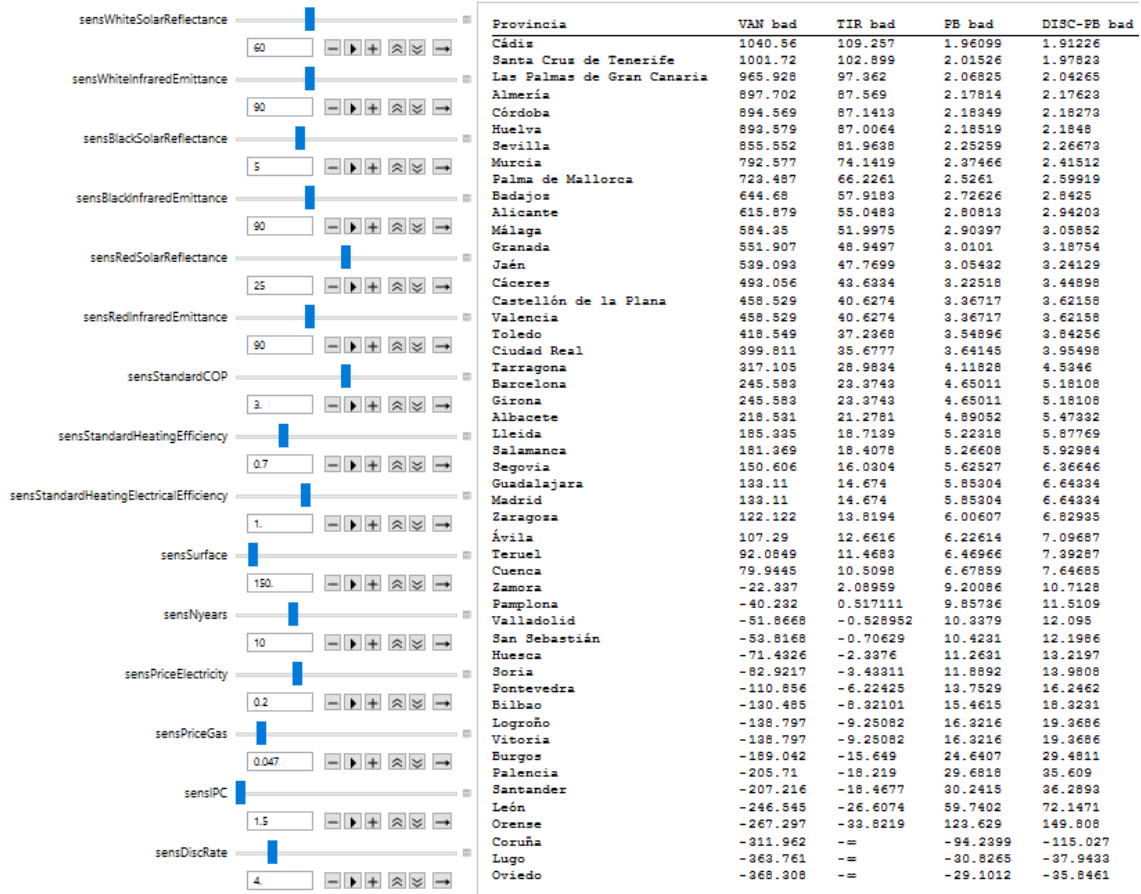 sensWhiteSolarReflectance
60
sensWhiteInfraredEmittance
90
sensBlackSolarReflectance
5
sensBlackInfraredEmittance
90
sensRedSolarReflectance
25
sensRedInfraredEmittance
90
sensStandardCOP
3.
sensStandardHeatingEfficiency
0.7
sensStandardHeatingElectricalEfficiency
1.
sensSurface
150.
sensNyears
10
sensPriceElectricity
0.2
sensPriceGas
0.047
sensIPC
1.5
sensDiscRate
4.
Provincia VAN bad TIR bad PB bad DISC-PB bad
Cádiz 1040.56 109.257 1.96099 1.91226
Santa Cruz de Tenerife 1001.72 102.899 2.01526 1.97823
Las Palmas de Gran Canaria 965.928 97.362 2.06825 2.04265
Almería 897.702 87.569 2.17814 2.17623
Córdoba 894.569 87.1413 2.18349 2.18273
Huelva 893.579 87.0064 2.18519 2.1848
Sevilla 855.552 81.9638 2.25259 2.26673
Murcia 792.577 74.1419 2.37466 2.41512
Palma de Mallorca 723.487 66.2261 2.5261 2.59919
Badajoz 644.68 57.9183 2.72626 2.8425
Alicante 615.879 55.0483 2.80813 2.94203
Málaga 584.35 51.9975 2.90397 3.05852
Granada 551.907 48.9497 3.0101 3.18754
Jaén 539.093 47.7699 3.05432 3.24129
Cáceres 493.056 43.6334 3.22518 3.44898
Castellón de la Plana 458.529 40.6274 3.36717 3.62158
Valencia 458.529 40.6274 3.36717 3.62158
Toledo 418.549 37.2368 3.54896 3.84256
Ciudad Real 399.811 35.6777 3.64145 3.95498
Tarragona 317.105 28.9834 4.11828 4.5346
Barcelona 245.583 23.3743 4.65011 5.18108
Girona 245.583 23.3743 4.65011 5.18108
Albacete 218.531 21.2781 4.89052 5.47332
Lleida 185.335 18.7139 5.22318 5.87769
Salamanca 181.369 18.4078 5.26608 5.92984
Segovia 150.606 16.0304 5.62527 6.36646
Guadalajara 133.11 14.674 5.85304 6.64334
Madrid 133.11 14.674 5.85304 6.64334
Zaragoza 122.122 13.8194 6.00607 6.82935
Ávila 107.29 12.6616 6.22614 7.09687
Teruel 92.0849 11.4683 6.46966 7.39287
Cuenca 79.9445 10.5098 6.67859 7.64685
Zamora -22.337 2.08959 9.20086 10.7128
Pamplona -40.232 0.517111 9.85736 11.5109
Valladolid -51.8668 -0.528952 10.3379 12.095
San Sebastián -53.8168 -0.70629 10.4231 12.1986
Huesca -71.4326 -2.3376 11.2631 13.2197
Soria -82.9217 -3.43311 11.8892 13.9808
Pontevedra -110.856 -6.22425 13.7529 16.2462
Bilbao -130.485 -8.32101 15.4615 18.3231
Logroño -138.797 -9.25082 16.3216 19.3686
Vitoria -138.797 -9.25082 16.3216 19.3686
Burgos -189.042 -15.649 24.6407 29.4811
Palencia -205.71 -18.219 29.6818 35.609
Santander -207.216 -18.4677 30.2415 36.2893
León -246.545 -26.6074 59.7402 72.1471
Orense -267.297 -33.8219 123.629 149.808
Coruña -311.962 -∞ -94.2399 -115.027
Lugo -363.761 -∞ -30.8265 -37.9433
Oviedo -368.308 -∞ -29.1012 -35.8461